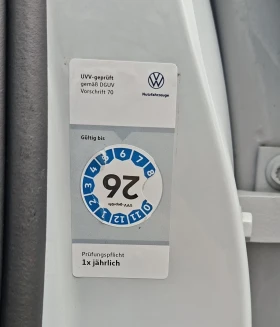 UVV-geprüft
gemäß DGUV
Vorschrift 70
Nutzfahrzeuge
Gültig bis
1 2 3 4 5 6 7 8 10 11 12
26
Prüfungspflicht
1x jährlich